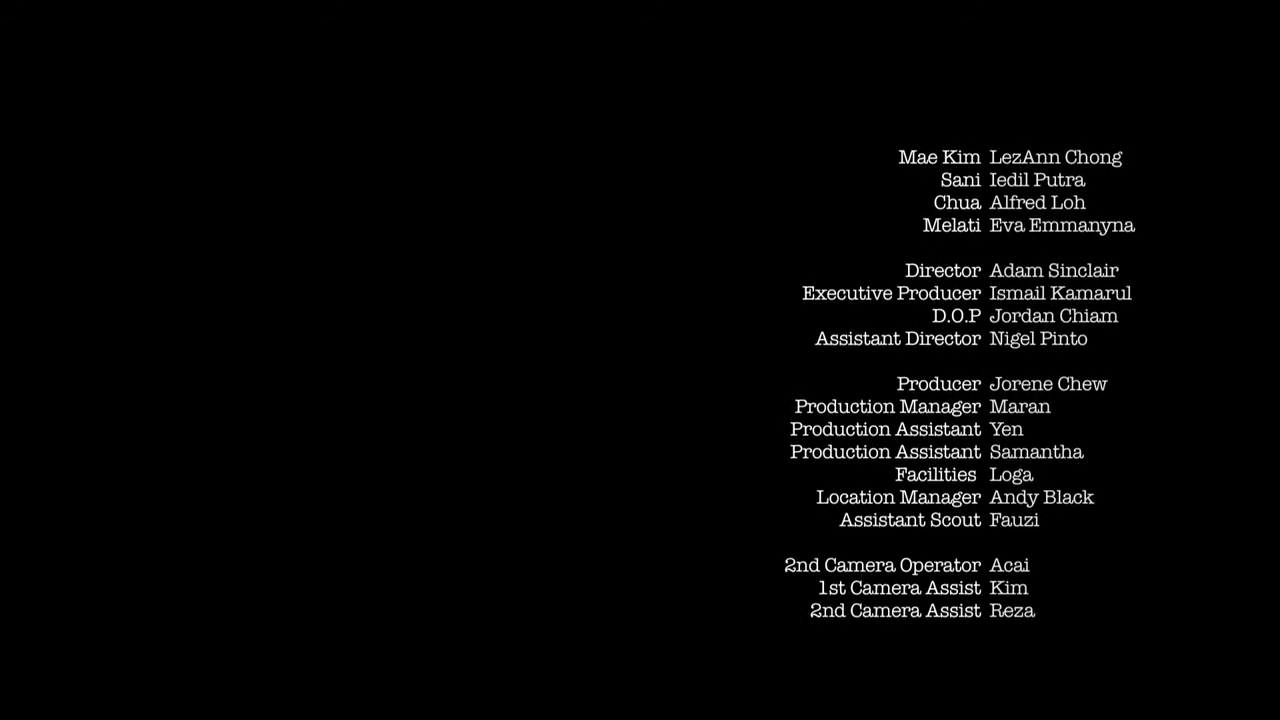 Mae Kim LezAnn Chong
Sani Iedil Putra
Chua Alfred Loh
Melati Eva Emmanyna
Director Adam Sinclair
Executive Producer Ismail Kamarul
D.O.P Jordan Chiam
Assistant Director Nigel Pinto
Producer Jorene Chew
Production Manager Maran
Production Assistant Yen
Production Assistant Samantha
Facilities Loga
Location Manager Andy Black
Assistant Scout Fauzi
2nd Camera Operator Acai
1st Camera Assist Kim
2nd Camera Assist Reza